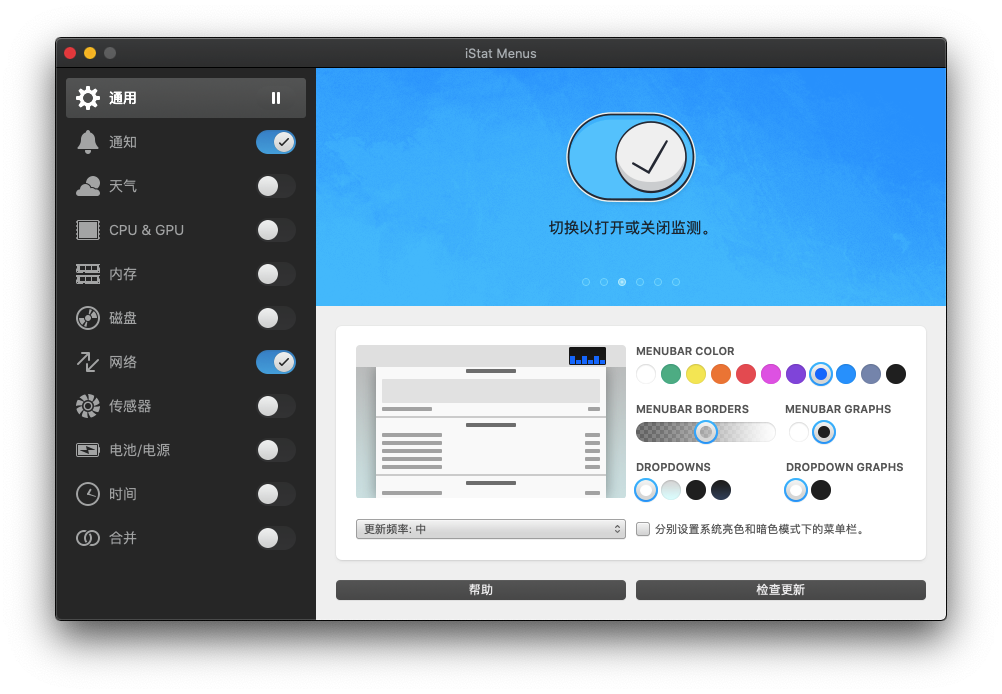 iStat Menus
通用
通知
天气
CPU & GPU
内存
磁盘
网络
传感器
电池/电源
时间
合并
切换以打开或关闭监测。
MENUBAR COLOR
MENUBAR BORDERS
MENUBAR GRAPHS
DROPDOWNS
DROPDOWN GRAPHS
更新频率: 中
分别设置系统亮色和暗色模式下的菜单栏。
帮助
检查更新